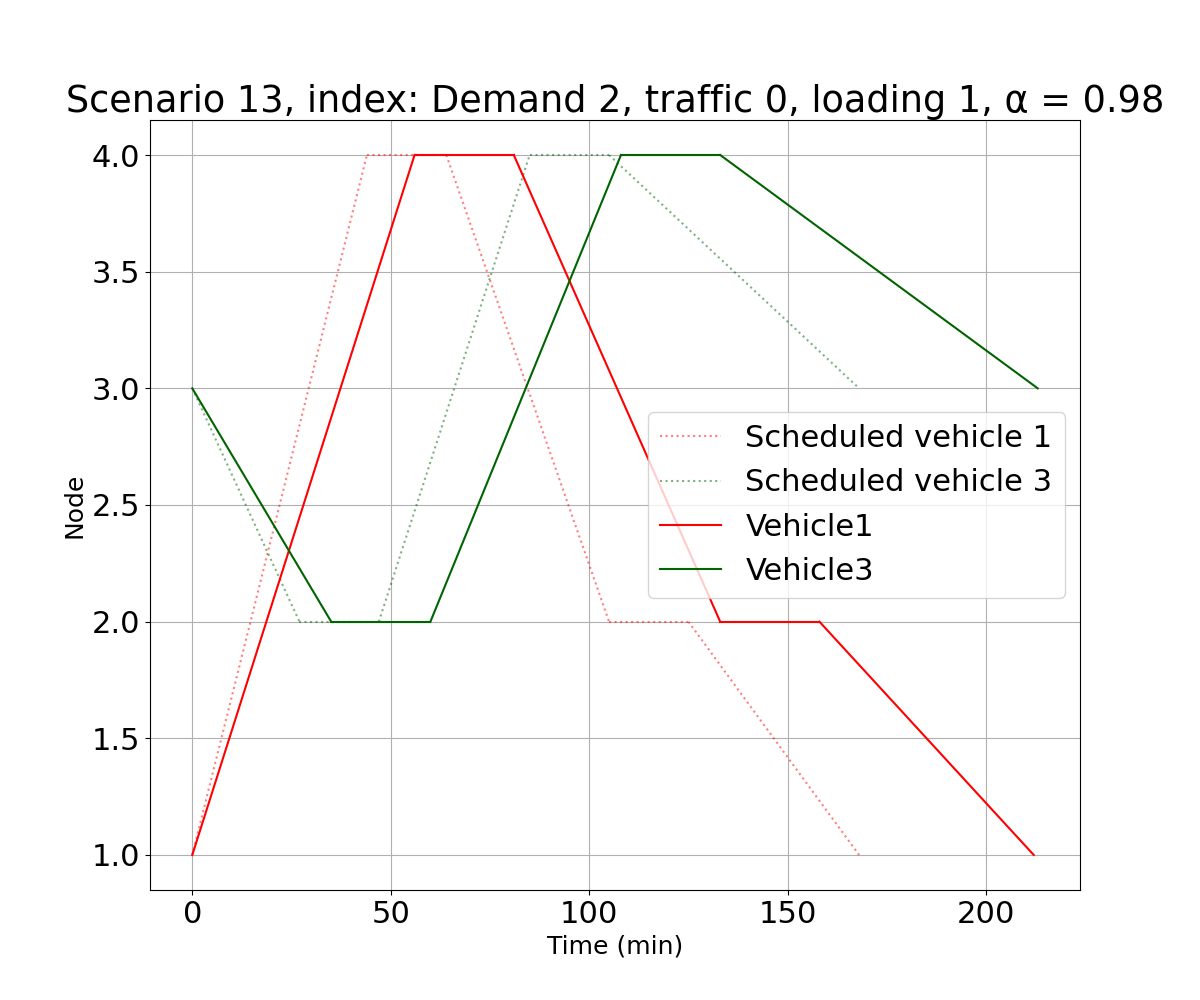 Scenario 13, index: Demand 2, traffic 0, loading 1, α = 0.98
4.0
3.5
3.0
2.5
2.0
1.5
1.0
Node
Scheduled vehicle 1
Scheduled vehicle 3
Vehicle1
Vehicle3
0 50 100 150 200
Time (min)